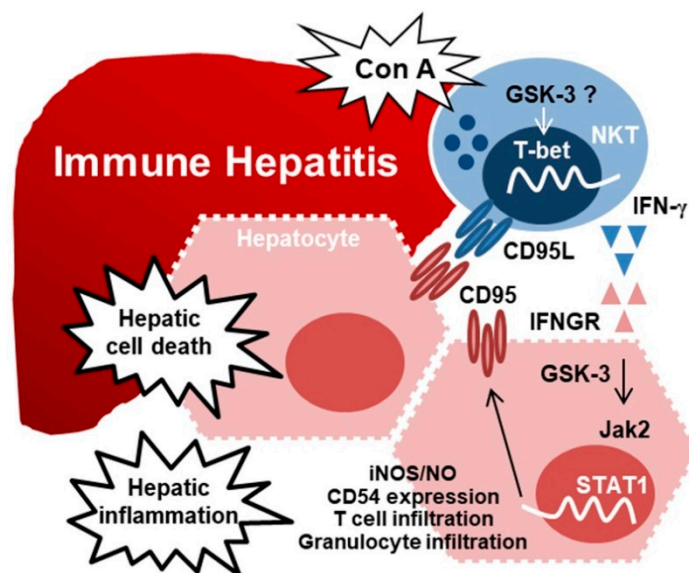 Con A
GSK-3 ?
NKT
T-bet
Immune Hepatitis
IFN-γ
Hepatocyte
CD95L
CD95
IFNGR
Hepatic
cell death
GSK-3
Jak2
STAT1
iNOS/NO
CD54 expression
T cell infiltration
Granulocyte infiltration
Hepatic
inflammation